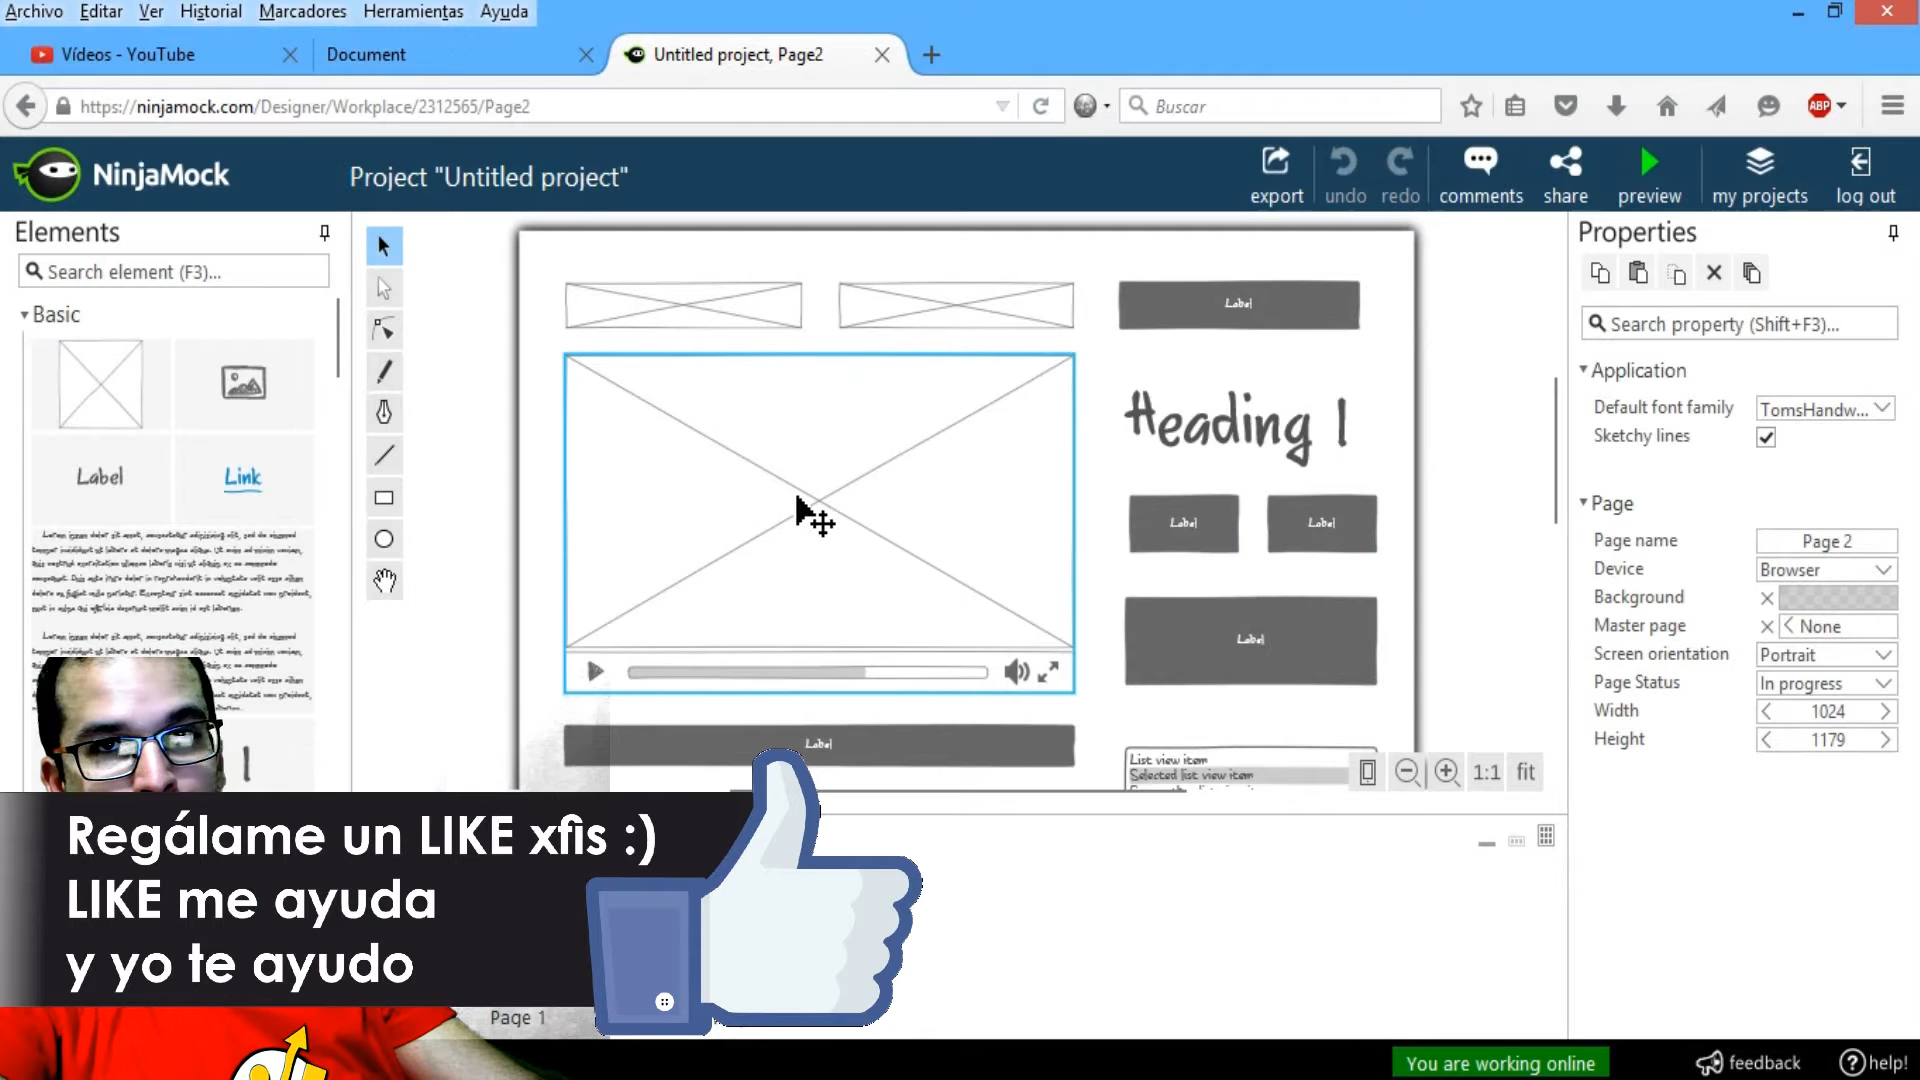 Archivo Editar Ver Historial Marcadores Herramientas Ayuda
Vídeos - YouTube
Document
Untitled project, Page2
https://ninjamock.com/Designer/Workplace/2312565/Page2
Buscar
ABP
NinjaMock
Project "Untitled project"
export
undo
redo
comments
share
preview
my projects
log out
Elements
Search element (F3)...
Basic
Label
Link
Label
Heading 1
Label
Label
Label
Label
List view item
Selected list view item
1:1
fit
Properties
Search property (Shift+F3)...
Application
Default font family TomsHandw...
Sketchy lines
Page
Page name Page 2
Device Browser
Background
Master page None
Screen orientation Portrait
Page Status In progress
Width 1024
Height 1179
Regálame un LIKE xfis :)
LIKE me ayuda
y yo te ayudo
Page 1
You are working online
feedback
help!